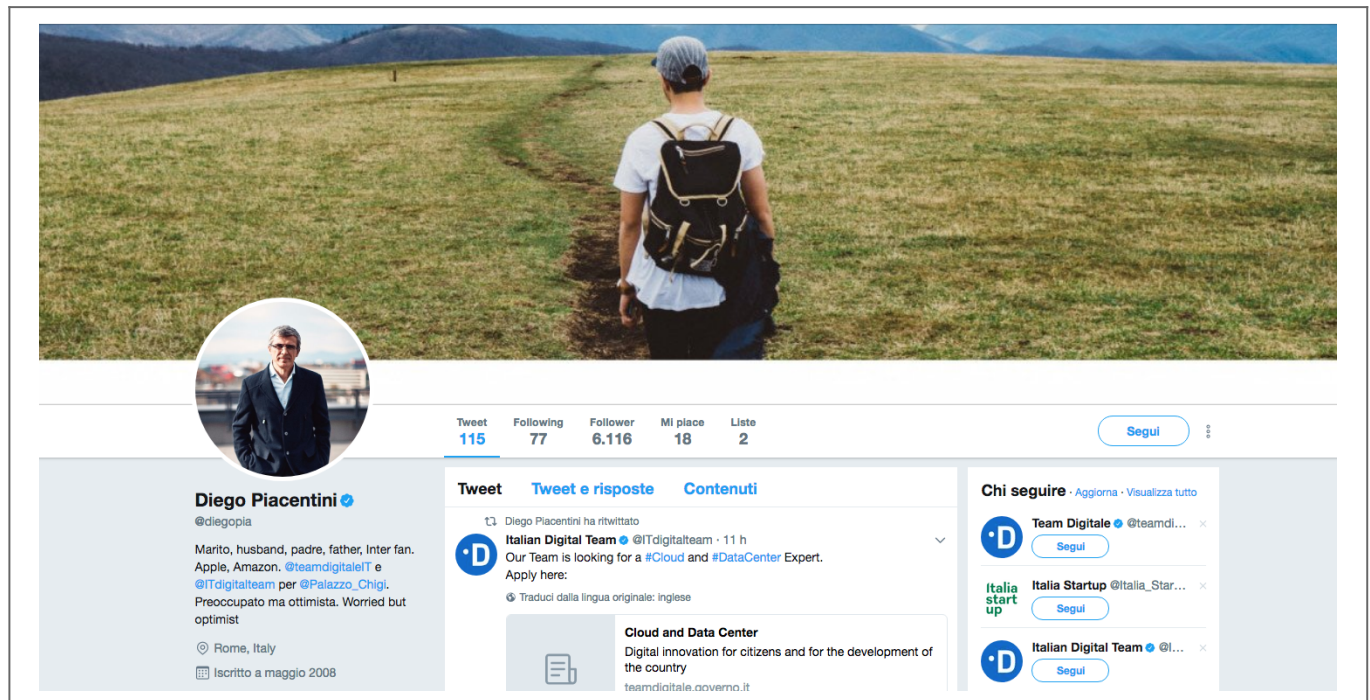 Tweet Following Follower Mi piace Liste
115 77 6.116 18 2
Segui
Diego Piacentini
@diegopia
Marito, husband, padre, father, Inter fan.
Apple, Amazon. @teamdigitaleIT e
@ITdigitalteam per @Palazzo_Chigi.
Preoccupato ma ottimista. Worried but
optimist
Rome, Italy
Iscritto a maggio 2008
Tweet Tweet e risposte Contenuti
Diego Piacentini ha ritwittato
Italian Digital Team @ITdigitalteam · 11 h
Our Team is looking for a #Cloud and #DataCenter Expert.
Apply here:
Traduci dalla lingua originale: inglese
Cloud and Data Center
Digital innovation for citizens and for the development of
the country
teamdigitale.governo.it
Chi seguire · Aggiorna · Visualizza tutto
·D
Team Digitale @teamdi...
Segui
Italia
start
up
Italia Startup @Italia_Star...
Segui
·D
Italian Digital Team @I...
Segui